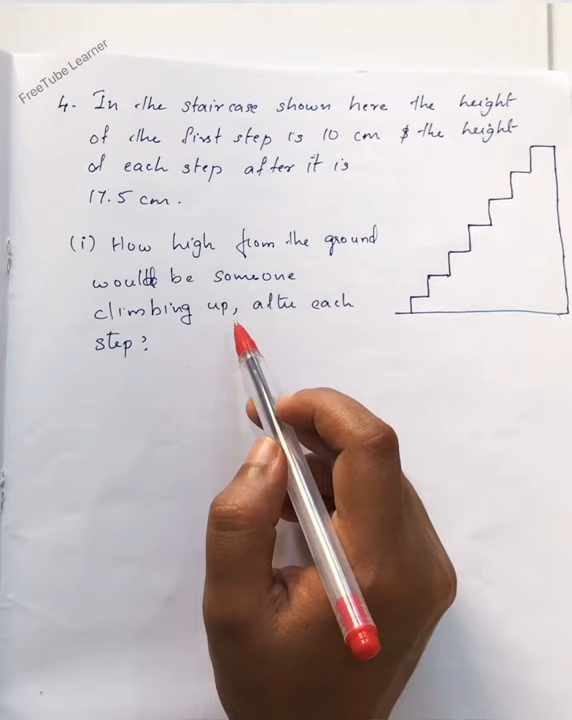 FreeTube Learner
4. In the staircase shown here the height
of the first step is 10 cm & the height
of each step after it is
17.5 cm.
(i) How high from the ground
would be someone
climbing up, after each
step?